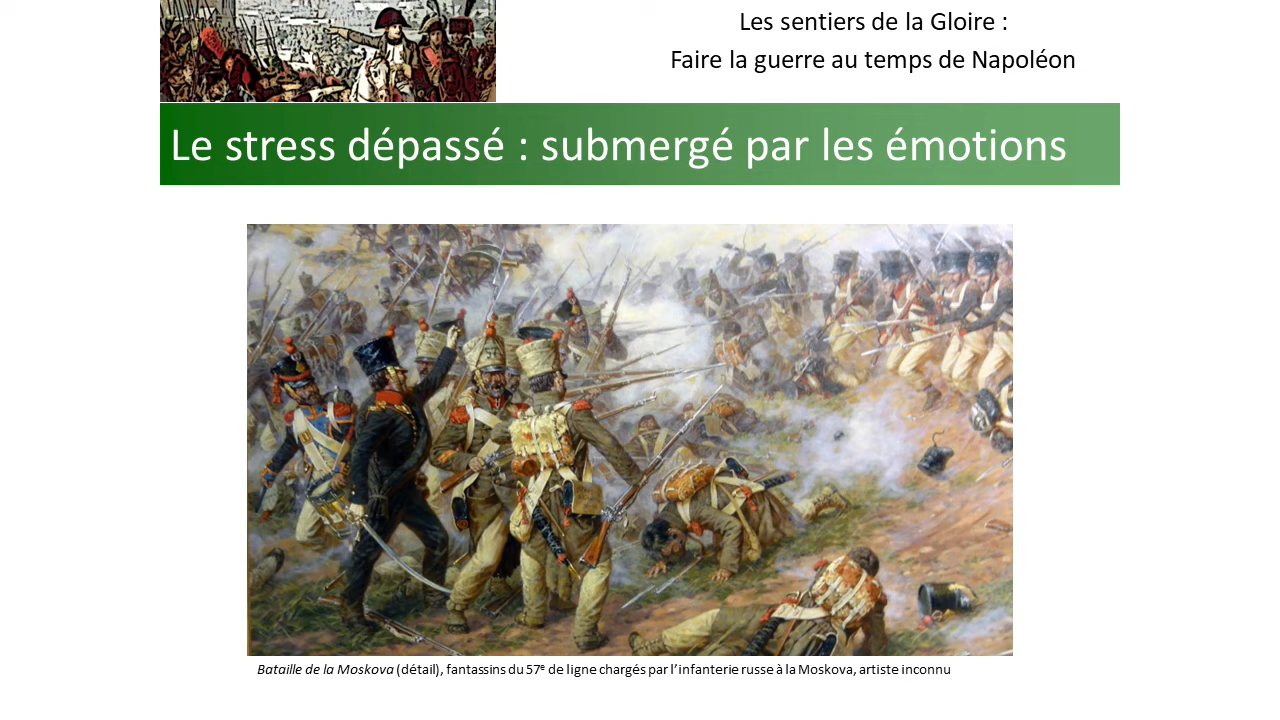 Les sentiers de la Gloire :
Faire la guerre au temps de Napoléon
Le stress dépassé : submergé par les émotions
Bataille de la Moskova (détail), fantassins du 57e de ligne chargés par l’infanterie russe à la Moskova, artiste inconnu